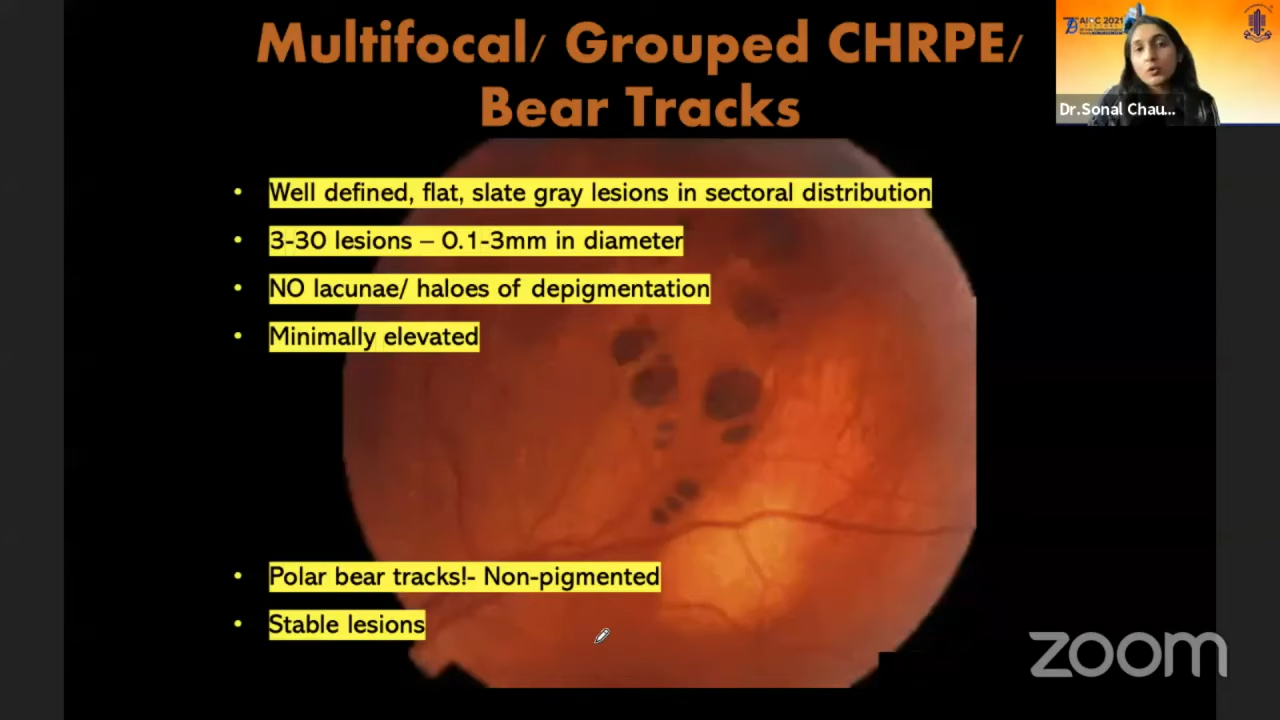 Multifocal/ Grouped CHRPE/
Bear Tracks
AIOC 2021
Dr.Sonal Chau...
• Well defined, flat, slate gray lesions in sectoral distribution
• 3-30 lesions – 0.1-3mm in diameter
• NO lacunae/ haloes of depigmentation
• Minimally elevated
• Polar bear tracks!- Non-pigmented
• Stable lesions
zoom